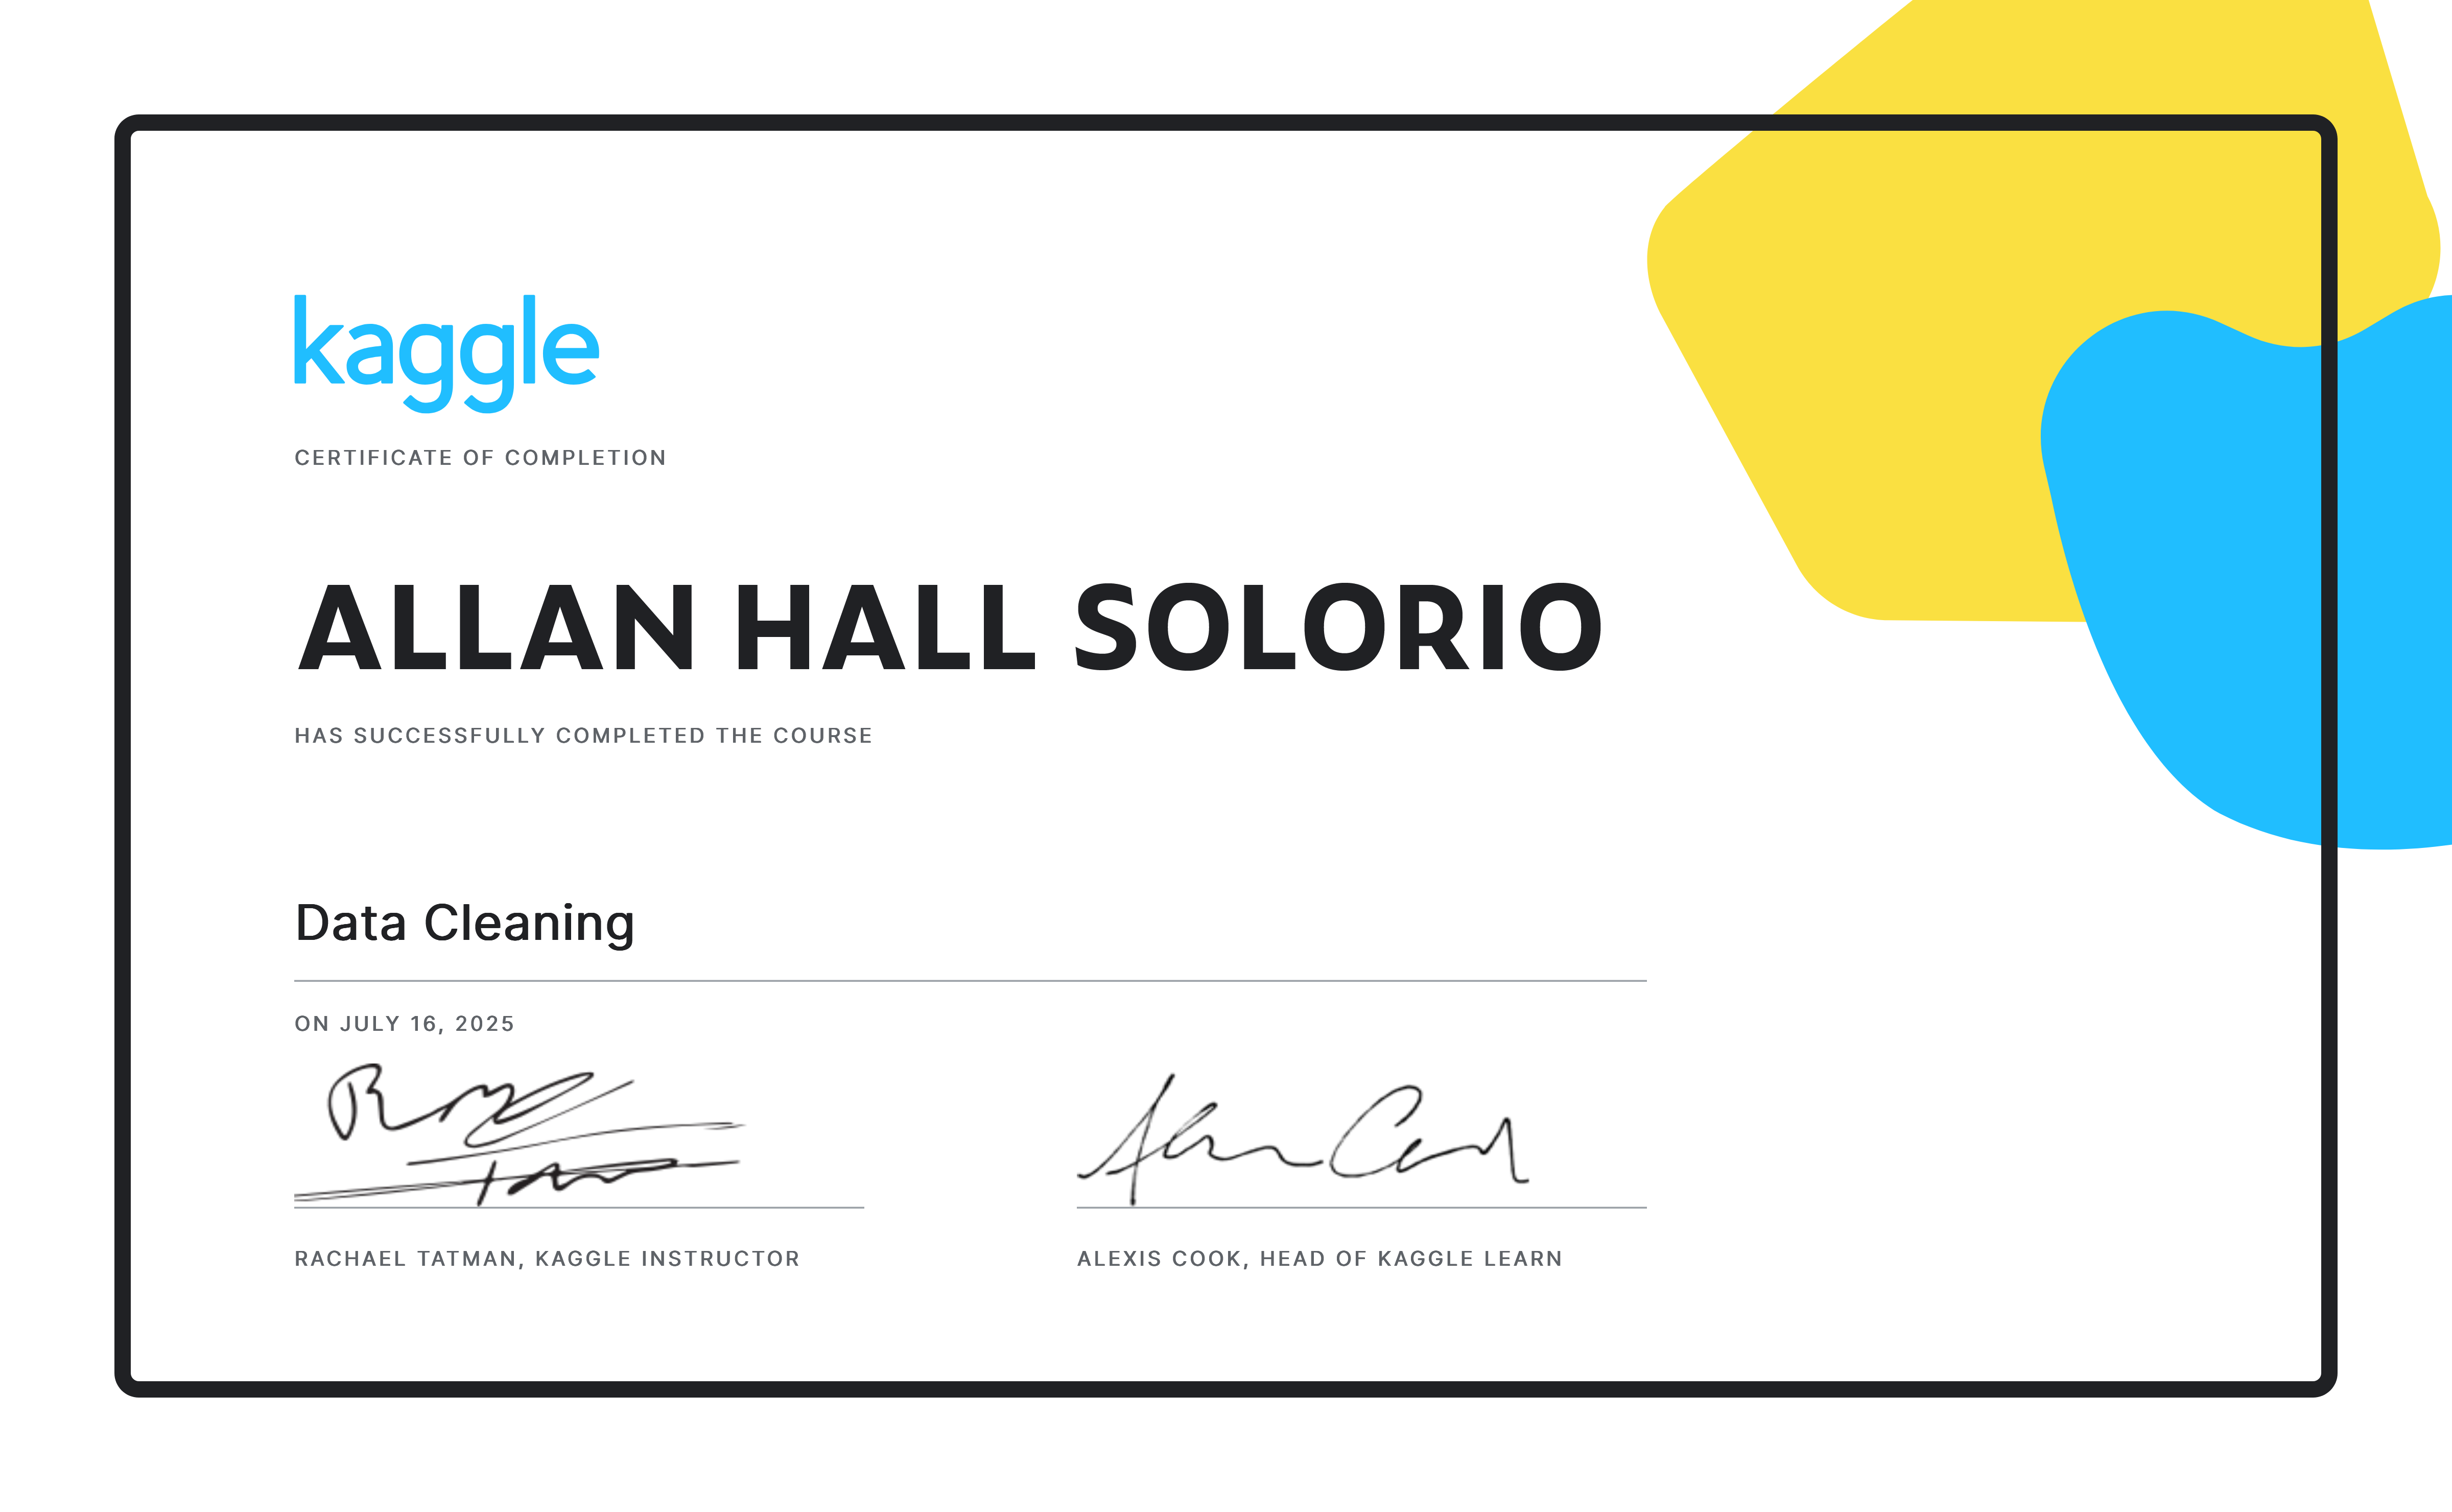 kaggle
CERTIFICATE OF COMPLETION
ALLAN HALL SOLORIO
HAS SUCCESSFULLY COMPLETED THE COURSE
Data Cleaning
ON JULY 16, 2025
RACHAEL TATMAN, KAGGLE INSTRUCTOR
ALEXIS COOK, HEAD OF KAGGLE LEARN